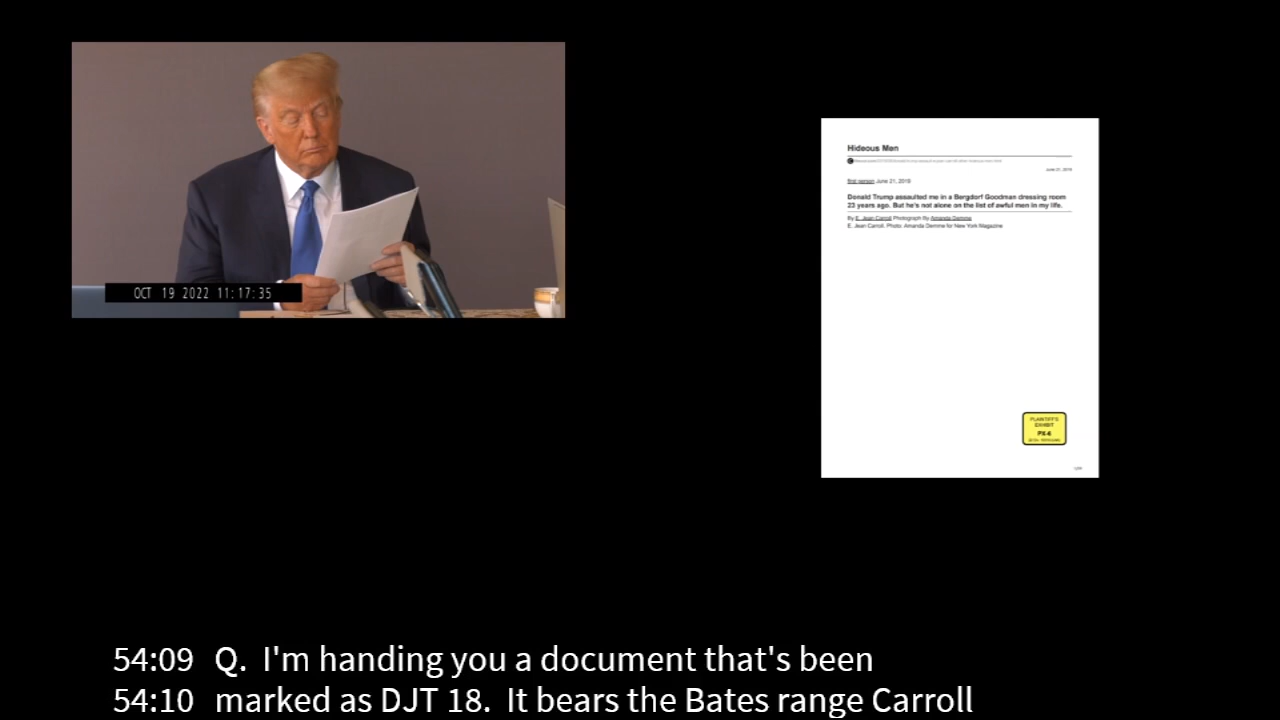 OCT 19 2022 11:17:35
Hideous Men
June 21, 2019
first person June 21, 2019
Donald Trump assaulted me in a Bergdorf Goodman dressing room
23 years ago. But he's not alone on the list of awful men in my life.
By E. Jean Carroll Photograph By Amanda Demme
E. Jean Carroll. Photo: Amanda Demme for New York Magazine
PLAINTIFF'S
EXHIBIT
PX-6
54:09 Q. I'm handing you a document that's been
54:10 marked as DJT 18. It bears the Bates range Carroll